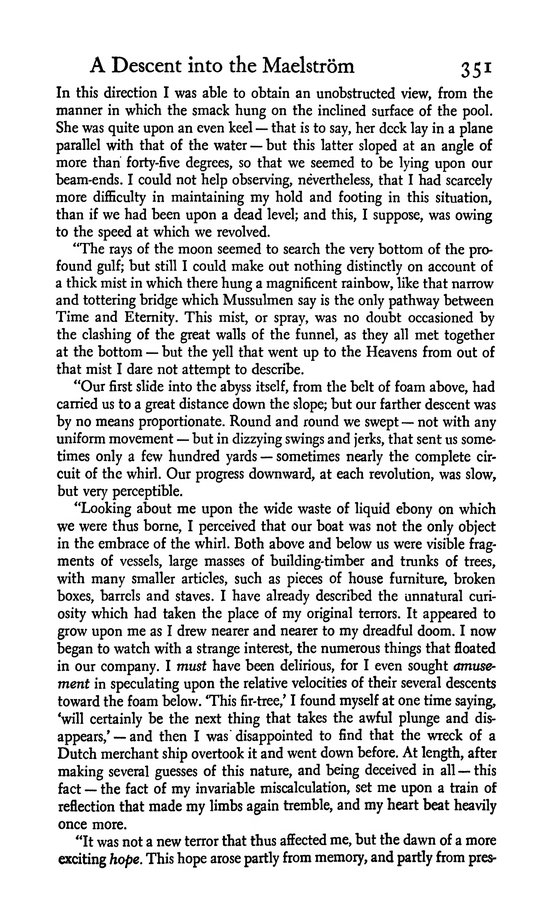 A Descent into the Maelström 351
In this direction I was able to obtain an unobstructed view, from the
manner in which the smack hung on the inclined surface of the pool.
She was quite upon an even keel — that is to say, her deck lay in a plane
parallel with that of the water — but this latter sloped at an angle of
more than forty-five degrees, so that we seemed to be lying upon our
beam-ends. I could not help observing, nevertheless, that I had scarcely
more difficulty in maintaining my hold and footing in this situation,
than if we had been upon a dead level; and this, I suppose, was owing
to the speed at which we revolved.
“The rays of the moon seemed to search the very bottom of the pro-
found gulf; but still I could make out nothing distinctly on account of
a thick mist in which there hung a magnificent rainbow, like that narrow
and tottering bridge which Mussulmen say is the only pathway between
Time and Eternity. This mist, or spray, was no doubt occasioned by
the clashing of the great walls of the funnel, as they all met together
at the bottom — but the yell that went up to the Heavens from out of
that mist I dare not attempt to describe.
“Our first slide into the abyss itself, from the belt of foam above, had
carried us to a great distance down the slope; but our farther descent was
by no means proportionate. Round and round we swept — not with any
uniform movement — but in dizzying swings and jerks, that sent us some-
times only a few hundred yards — sometimes nearly the complete cir-
cuit of the whirl. Our progress downward, at each revolution, was slow,
but very perceptible.
“Looking about me upon the wide waste of liquid ebony on which
we were thus borne, I perceived that our boat was not the only object
in the embrace of the whirl. Both above and below us were visible frag-
ments of vessels, large masses of building-timber and trunks of trees,
with many smaller articles, such as pieces of house furniture, broken
boxes, barrels and staves. I have already described the unnatural curi-
osity which had taken the place of my original terrors. It appeared to
grow upon me as I drew nearer and nearer to my dreadful doom. I now
began to watch with a strange interest, the numerous things that floated
in our company. I must have been delirious, for I even sought amuse-
ment in speculating upon the relative velocities of their several descents
toward the foam below. ‘This fir-tree,’ I found myself at one time saying,
‘will certainly be the next thing that takes the awful plunge and dis-
appears,’ — and then I was disappointed to find that the wreck of a
Dutch merchant ship overtook it and went down before. At length, after
making several guesses of this nature, and being deceived in all — this
fact — the fact of my invariable miscalculation, set me upon a train of
reflection that made my limbs again tremble, and my heart beat heavily
once more.
“It was not a new terror that thus affected me, but the dawn of a more
exciting hope. This hope arose partly from memory, and partly from pres-